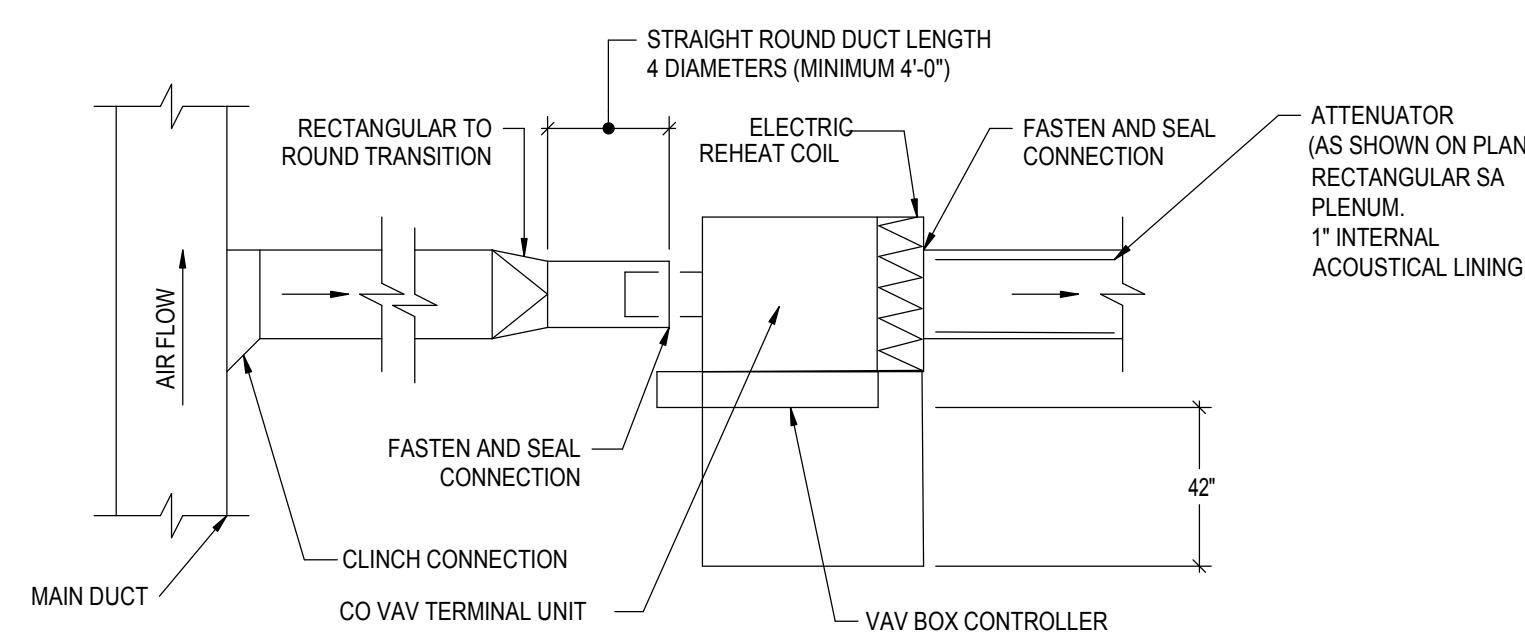 STRAIGHT ROUND DUCT LENGTH
4 DIAMETERS (MINIMUM 4'-0")
RECTANGULAR TO
ROUND TRANSITION
ELECTRIC
REHEAT COIL
FASTEN AND SEAL
CONNECTION
ATTENUATOR
(AS SHOWN ON PLAN
RECTANGULAR SA
PLENUM.
1" INTERNAL
ACOUSTICAL LINING
AIR FLOW
FASTEN AND SEAL
CONNECTION
42"
CLINCH CONNECTION
MAIN DUCT
CO VAV TERMINAL UNIT
VAV BOX CONTROLLER